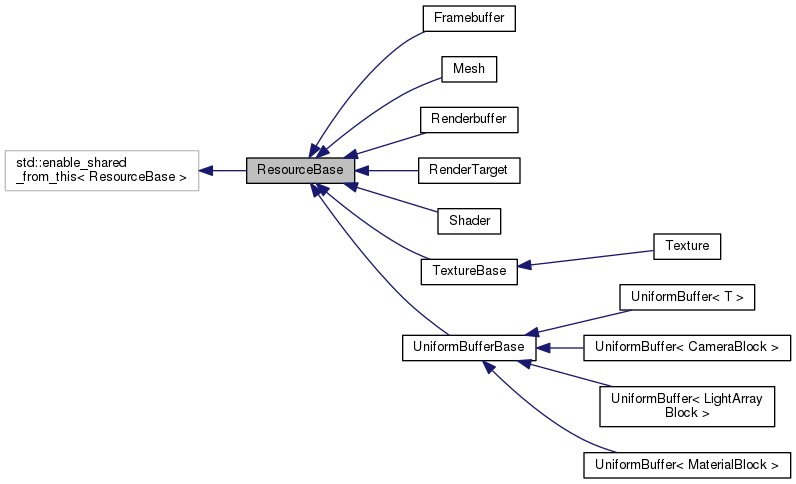 Framebuffer
Mesh
Renderbuffer
std::enable_shared
_from_this< ResourceBase >
ResourceBase
RenderTarget
Shader
TextureBase
Texture
UniformBuffer< T >
UniformBufferBase
UniformBuffer< CameraBlock >
UniformBuffer< LightArray
Block >
UniformBuffer< MaterialBlock >